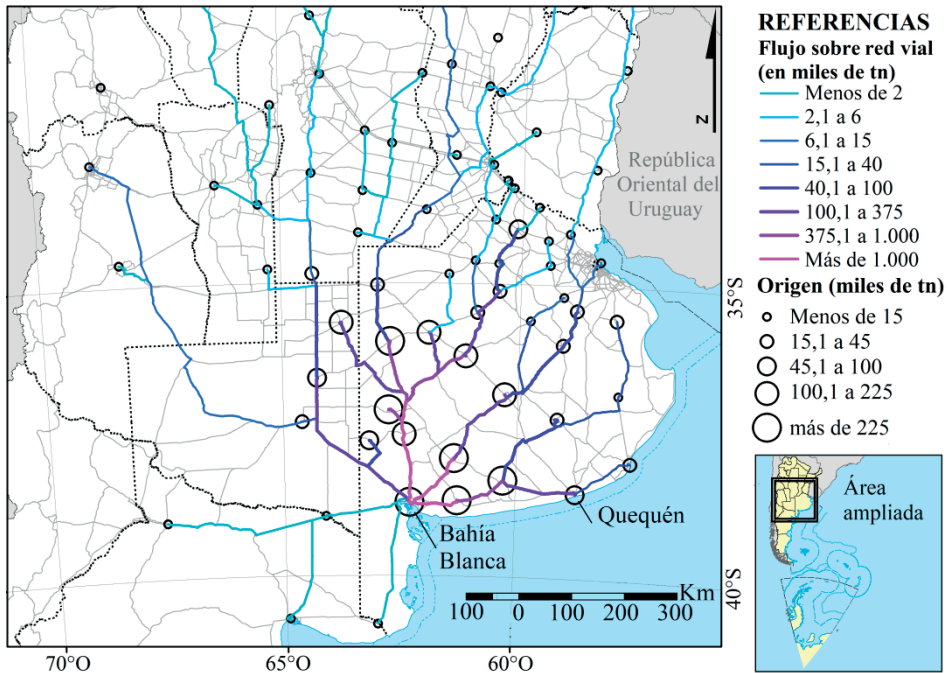 REFERENCIAS
Flujo sobre red vial
(en miles de tn)
Menos de 2
2,1 a 6
6,1 a 15
15,1 a 40
40,1 a 100
100,1 a 375
375,1 a 1.000
Más de 1.000
Origen (miles de tn)
Menos de 15
15,1 a 45
45,1 a 100
100,1 a 225
más de 225
Área
ampliada
N
República
Oriental del
Uruguay
35°S
Quequén
Bahía
Blanca
40°S
Km
100 0 100 200 300
70°O 65°O 60°O